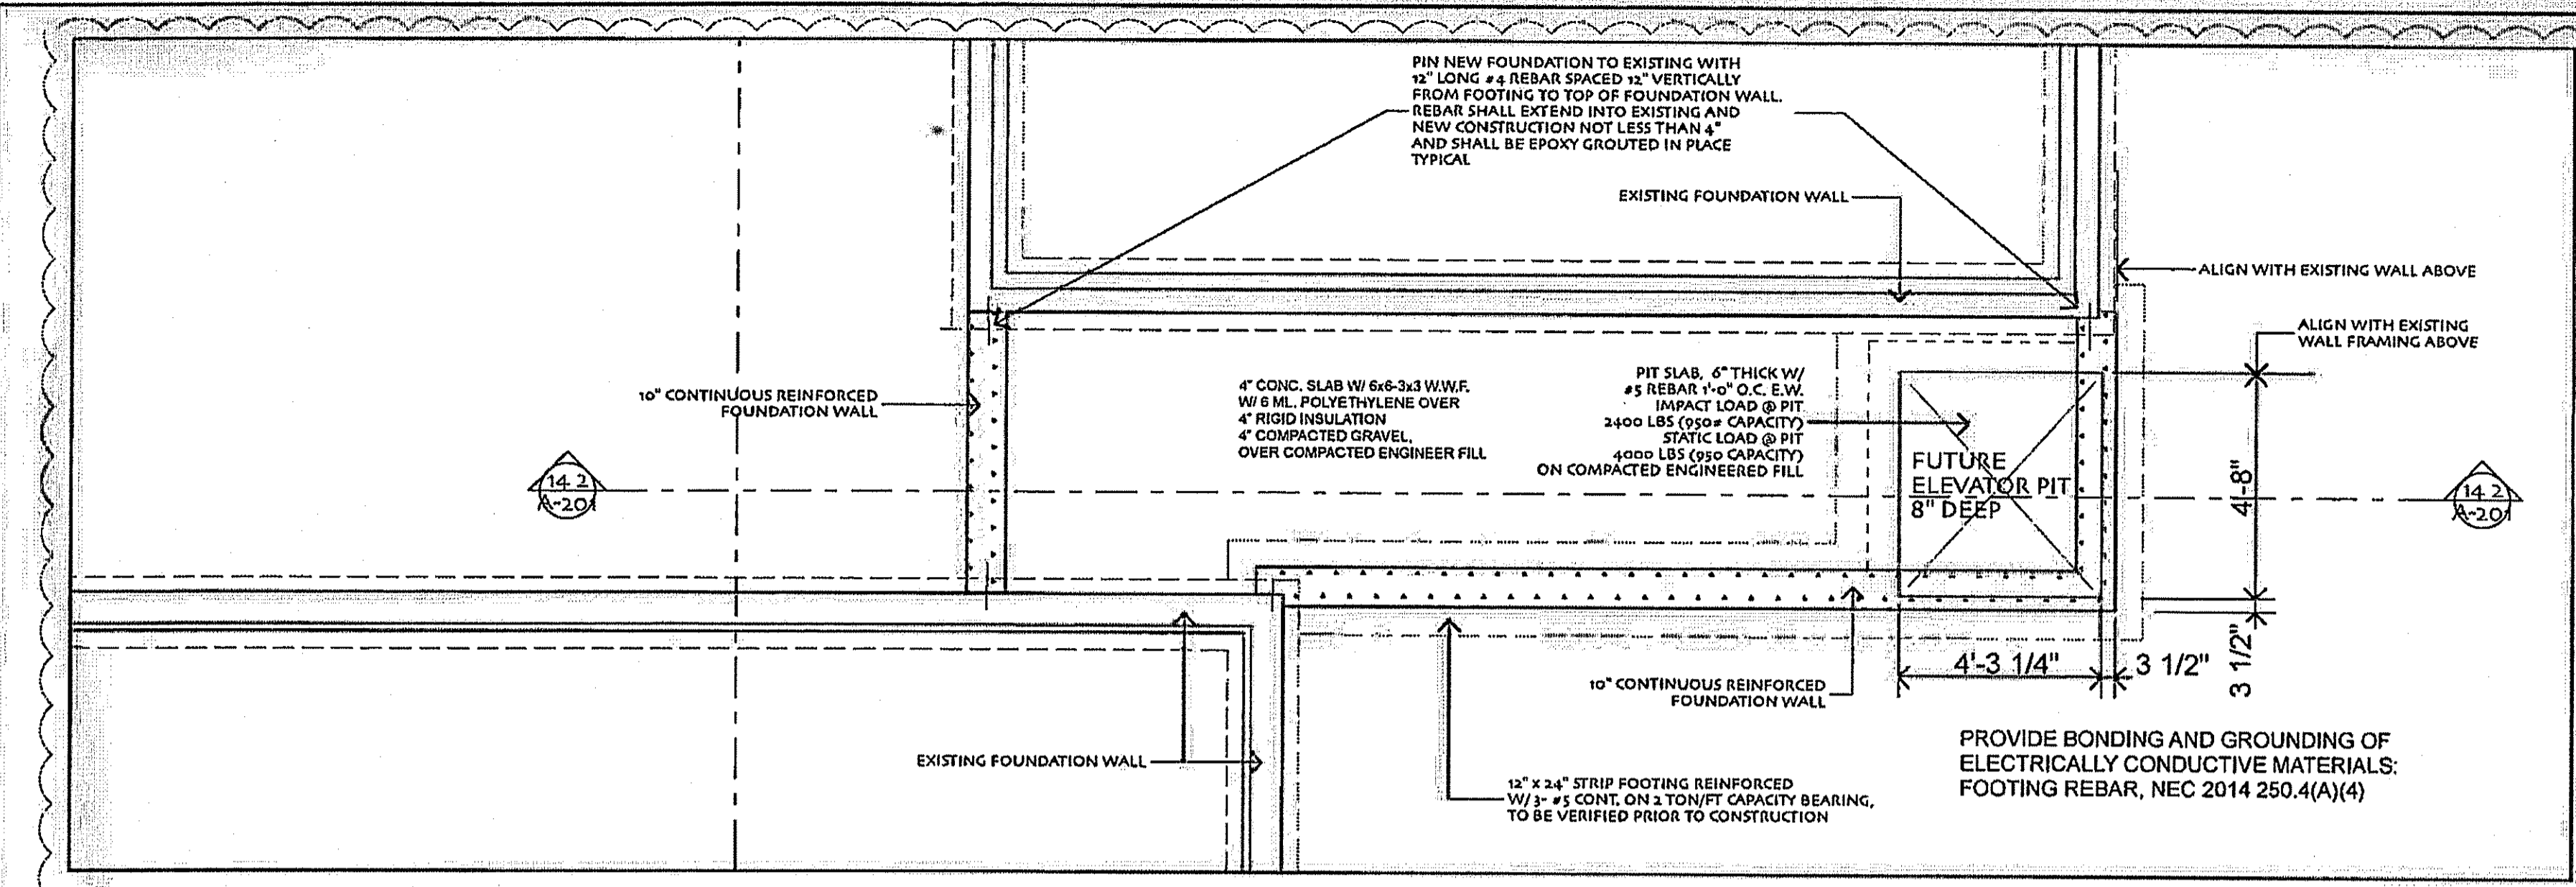 PIN NEW FOUNDATION TO EXISTING WITH
12" LONG #4 REBAR SPACED 12" VERTICALLY
FROM FOOTING TO TOP OF FOUNDATION WALL.
REBAR SHALL EXTEND INTO EXISTING AND
NEW CONSTRUCTION NOT LESS THAN 4"
AND SHALL BE EPOXY GROUTED IN PLACE
TYPICAL
EXISTING FOUNDATION WALL
ALIGN WITH EXISTING WALL ABOVE
ALIGN WITH EXISTING
WALL FRAMING ABOVE
10" CONTINUOUS REINFORCED
FOUNDATION WALL
4" CONC. SLAB W/ 6x6-3x3 W.W.F.
W/ 6 ML. POLYETHYLENE OVER
4" RIGID INSULATION
4" COMPACTED GRAVEL,
OVER COMPACTED ENGINEER FILL
PIT SLAB, 6" THICK W/
#5 REBAR 1'-0" O.C. E.W.
IMPACT LOAD @ PIT
2400 LBS (950# CAPACITY)
STATIC LOAD @ PIT
4000 LBS (950 CAPACITY)
ON COMPACTED ENGINEERED FILL
FUTURE
ELEVATOR PIT
8" DEEP
14 2
A-201
14 2
A-201
4'-8"
3 1/2"
4'-3 1/4"
3 1/2"
10" CONTINUOUS REINFORCED
FOUNDATION WALL
EXISTING FOUNDATION WALL
12" X 24" STRIP FOOTING REINFORCED
W/ 3- #5 CONT. ON 2 TON/FT CAPACITY BEARING,
TO BE VERIFIED PRIOR TO CONSTRUCTION
PROVIDE BONDING AND GROUNDING OF
ELECTRICALLY CONDUCTIVE MATERIALS:
FOOTING REBAR, NEC 2014 250.4(A)(4)